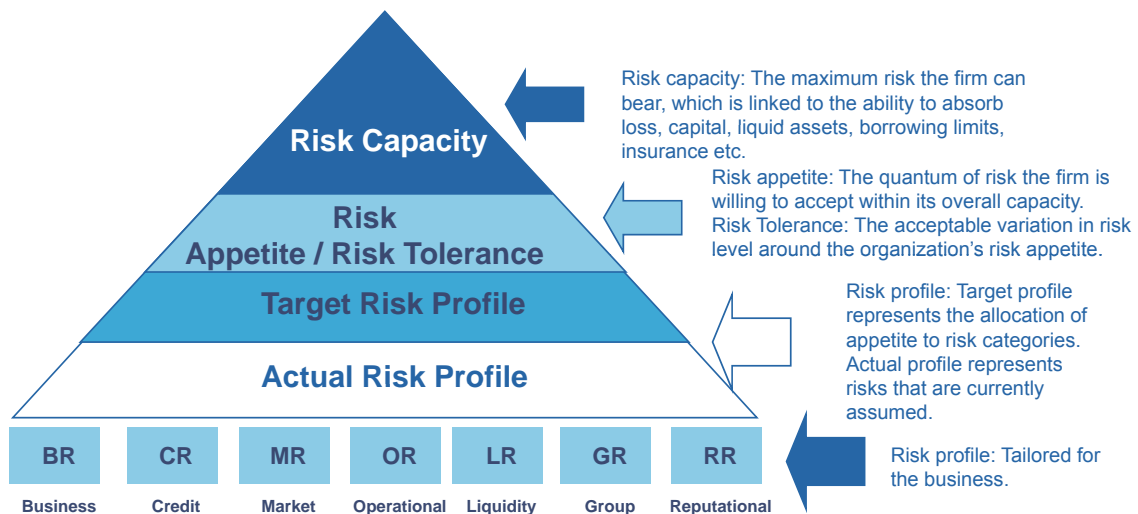 Risk Capacity
Risk capacity: The maximum risk the firm can
bear, which is linked to the ability to absorb
loss, capital, liquid assets, borrowing limits,
insurance etc.
Risk
Appetite / Risk Tolerance
Risk appetite: The quantum of risk the firm is
willing to accept within its overall capacity.
Risk Tolerance: The acceptable variation in risk
level around the organization’s risk appetite.
Target Risk Profile
Actual Risk Profile
Risk profile: Target profile
represents the allocation of
appetite to risk categories.
Actual profile represents
risks that are currently
assumed.
BR CR MR OR LR GR RR
Business Credit Market Operational Liquidity Group Reputational
Risk profile: Tailored for
the business.